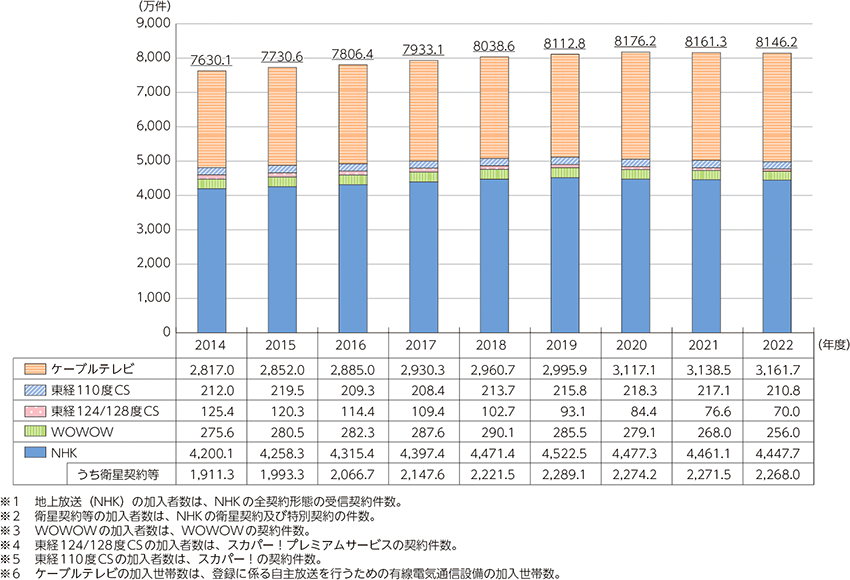 (万件)
9,000
8,000
7,000
6,000
5,000
4,000
3,000
2,000
1,000
0
7630.1 7730.6 7806.4 7933.1 8038.6 8112.8 8176.2 8161.3 8146.2
2014 2015 2016 2017 2018 2019 2020 2021 2022 (年度)
ケーブルテレビ 2,817.0 2,852.0 2,885.0 2,930.3 2,960.7 2,995.9 3,117.1 3,138.5 3,161.7
東経110度CS 212.0 219.5 209.3 208.4 213.7 215.8 218.3 217.1 210.8
東経124/128度CS 125.4 120.3 114.4 109.4 102.7 93.1 84.4 76.6 70.0
WOWOW 275.6 280.5 282.3 287.6 290.1 285.5 279.1 268.0 256.0
NHK 4,200.1 4,258.3 4,315.4 4,397.4 4,471.4 4,522.5 4,477.3 4,461.1 4,447.7
うち衛星契約等 1,911.3 1,993.3 2,066.7 2,147.6 2,221.5 2,289.1 2,274.2 2,271.5 2,268.0
※1 地上放送（NHK）の加入者数は、NHKの全契約形態の受信契約件数。
※2 衛星契約等の加入者数は、NHKの衛星契約及び特別契約の件数。
※3 WOWOWの加入者数は、WOWOWの契約件数。
※4 東経124/128度CSの加入者数は、スカパー！プレミアムサービスの契約件数。
※5 東経110度CSの加入者数は、スカパー！の契約件数。
※6 ケーブルテレビの加入世帯数は、登録に係る自主放送を行うための有線電気通信設備の加入世帯数。